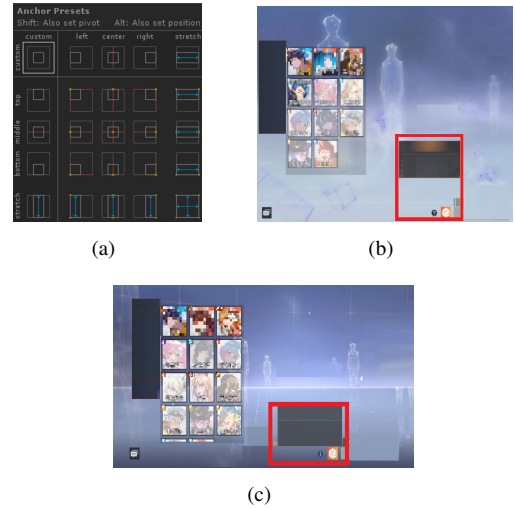 Anchor Presets
Shift: Also set pivot Alt: Also set position
custom left center right stretch
custom
top
middle
bottom
stretch
(a)
(b)
(c)